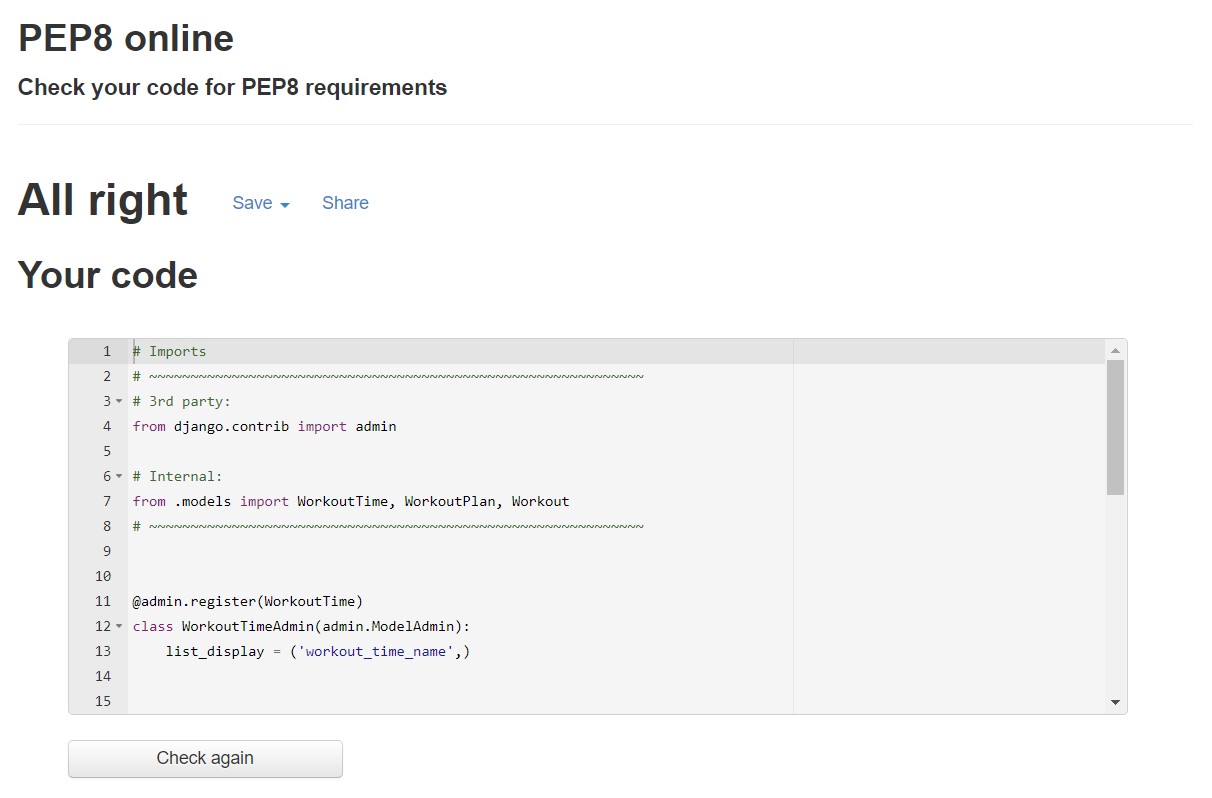 PEP8 online
Check your code for PEP8 requirements
All right Save Share
Your code
1 # Imports
2 # ~~~~~~~~~~~~~~~~~~~~~~~~~~~~~~~~~~~~~~~~~~~~~~~~~~~~~~~~~~~~
3 # 3rd party:
4 from django.contrib import admin
5
6 # Internal:
7 from .models import WorkoutTime, WorkoutPlan, Workout
8 # ~~~~~~~~~~~~~~~~~~~~~~~~~~~~~~~~~~~~~~~~~~~~~~~~~~~~~~~~~~~~
9
10
11 @admin.register(WorkoutTime)
12 class WorkoutTimeAdmin(admin.ModelAdmin):
13     list_display = ('workout_time_name',)
14
15
Check again